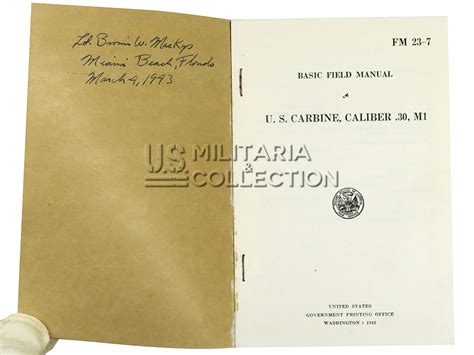 Lt. Bronis W. MacKys
Miami Beach, Florida
March 4, 1943
FM 23-7
BASIC FIELD MANUAL
U. S. CARBINE, CALIBER .30, M1
US MILITARIA
& COLLECTION
UNITED STATES
GOVERNMENT PRINTING OFFICE
WASHINGTON : 1942